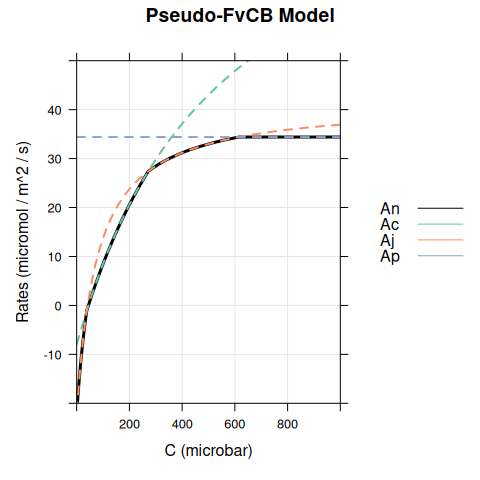 Pseudo-FvCB Model
Rates (micromol / m^2 / s)
40
30
20
10
0
-10
200 400 600 800
C (microbar)
An
Ac
Aj
Ap